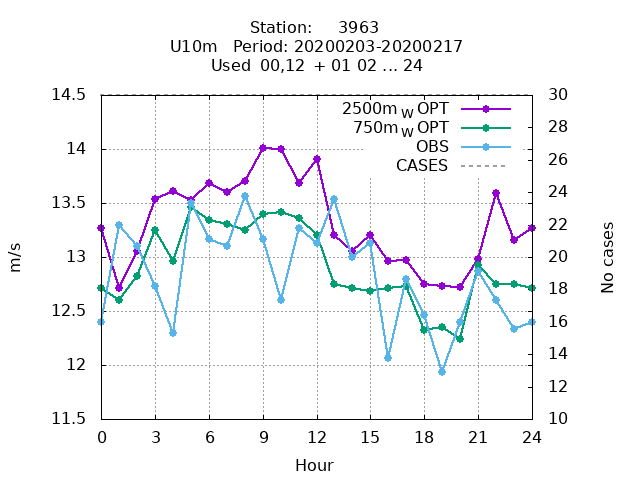 Station: 3963
U10m Period: 20200203-20200217
Used 00,12 + 01 02 ... 24
14.5
14
13.5
13
12.5
12
11.5
m/s
2500m W OPT
750m W OPT
OBS
CASES
30
28
26
24
22
20
18
16
14
12
10
No cases
0 3 6 9 12 15 18 21 24
Hour